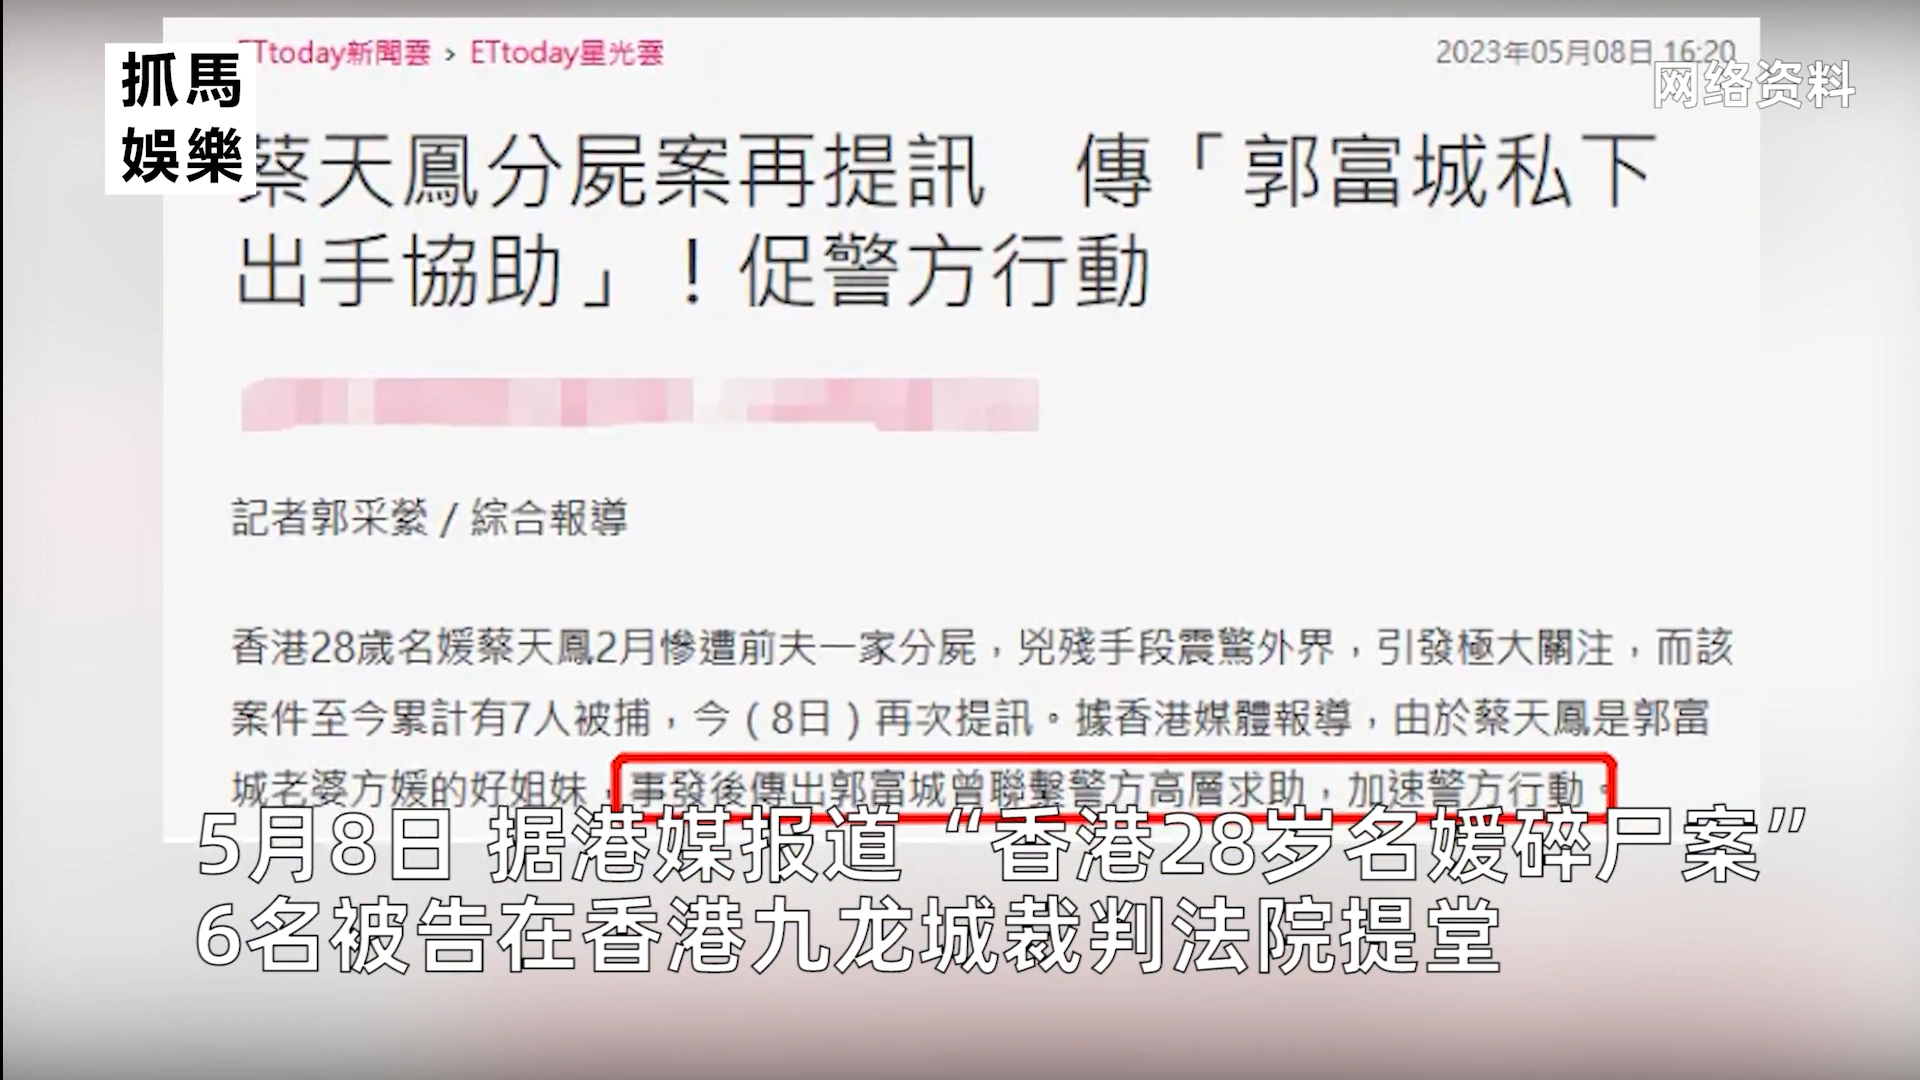 ETtoday新聞雲 › ETtoday星光雲
2023年05月08日 16:20
网络资料
抓馬
娛樂
蔡天鳳分屍案再提訊 傳「郭富城私下
出手協助」！促警方行動
記者郭采縈／綜合報導
香港28歲名媛蔡天鳳2月慘遭前夫一家分屍，兇殘手段震驚外界，引發極大關注，而該
案件至今累計有7人被捕，今（8日）再次提訊。據香港媒體報導，由於蔡天鳳是郭富
城老婆方媛的好姐妹，事發後傳出郭富城曾聯繫警方高層求助，加速警方行動。
5月8日 据港媒报道 “香港28岁名媛碎尸案”
6名被告在香港九龙城裁判法院提堂